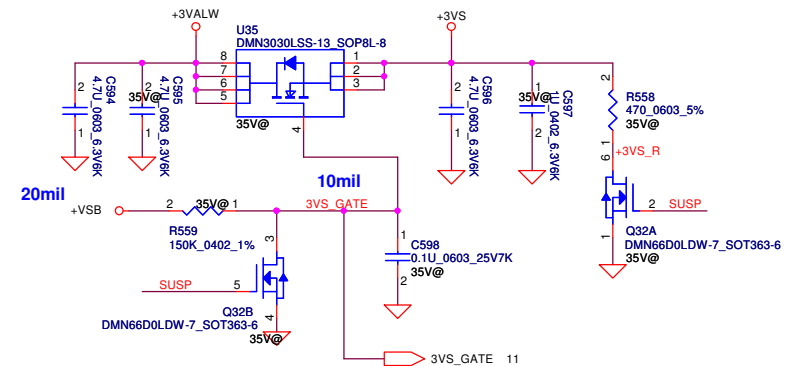 +3VALW
+3VS
U35
DMN3030LSS-13_SOP8L-8
8
7
6
5
1
2
3
4
35V@
2
C594
4.7U_0603_6.3V6K
1
2
C595
4.7U_0603_6.3V6K
35V@
1
2
C596
4.7U_0603_6.3V6K
1
1
C597
1U_0402_6.3V6K
35V@
2
2
R558
470_0603_5%
35V@
1
+3VS_R
6
2
SUSP
1
Q32A
DMN66D0LDW-7_SOT363-6
35V@
20mil
10mil
+VSB
2
35V@
1
3VS_GATE
R559
150K_0402_1%
3
SUSP
5
4
Q32B
DMN66D0LDW-7_SOT363-6
35V@
1
C598
0.1U_0603_25V7K
35V@
2
3VS_GATE 11